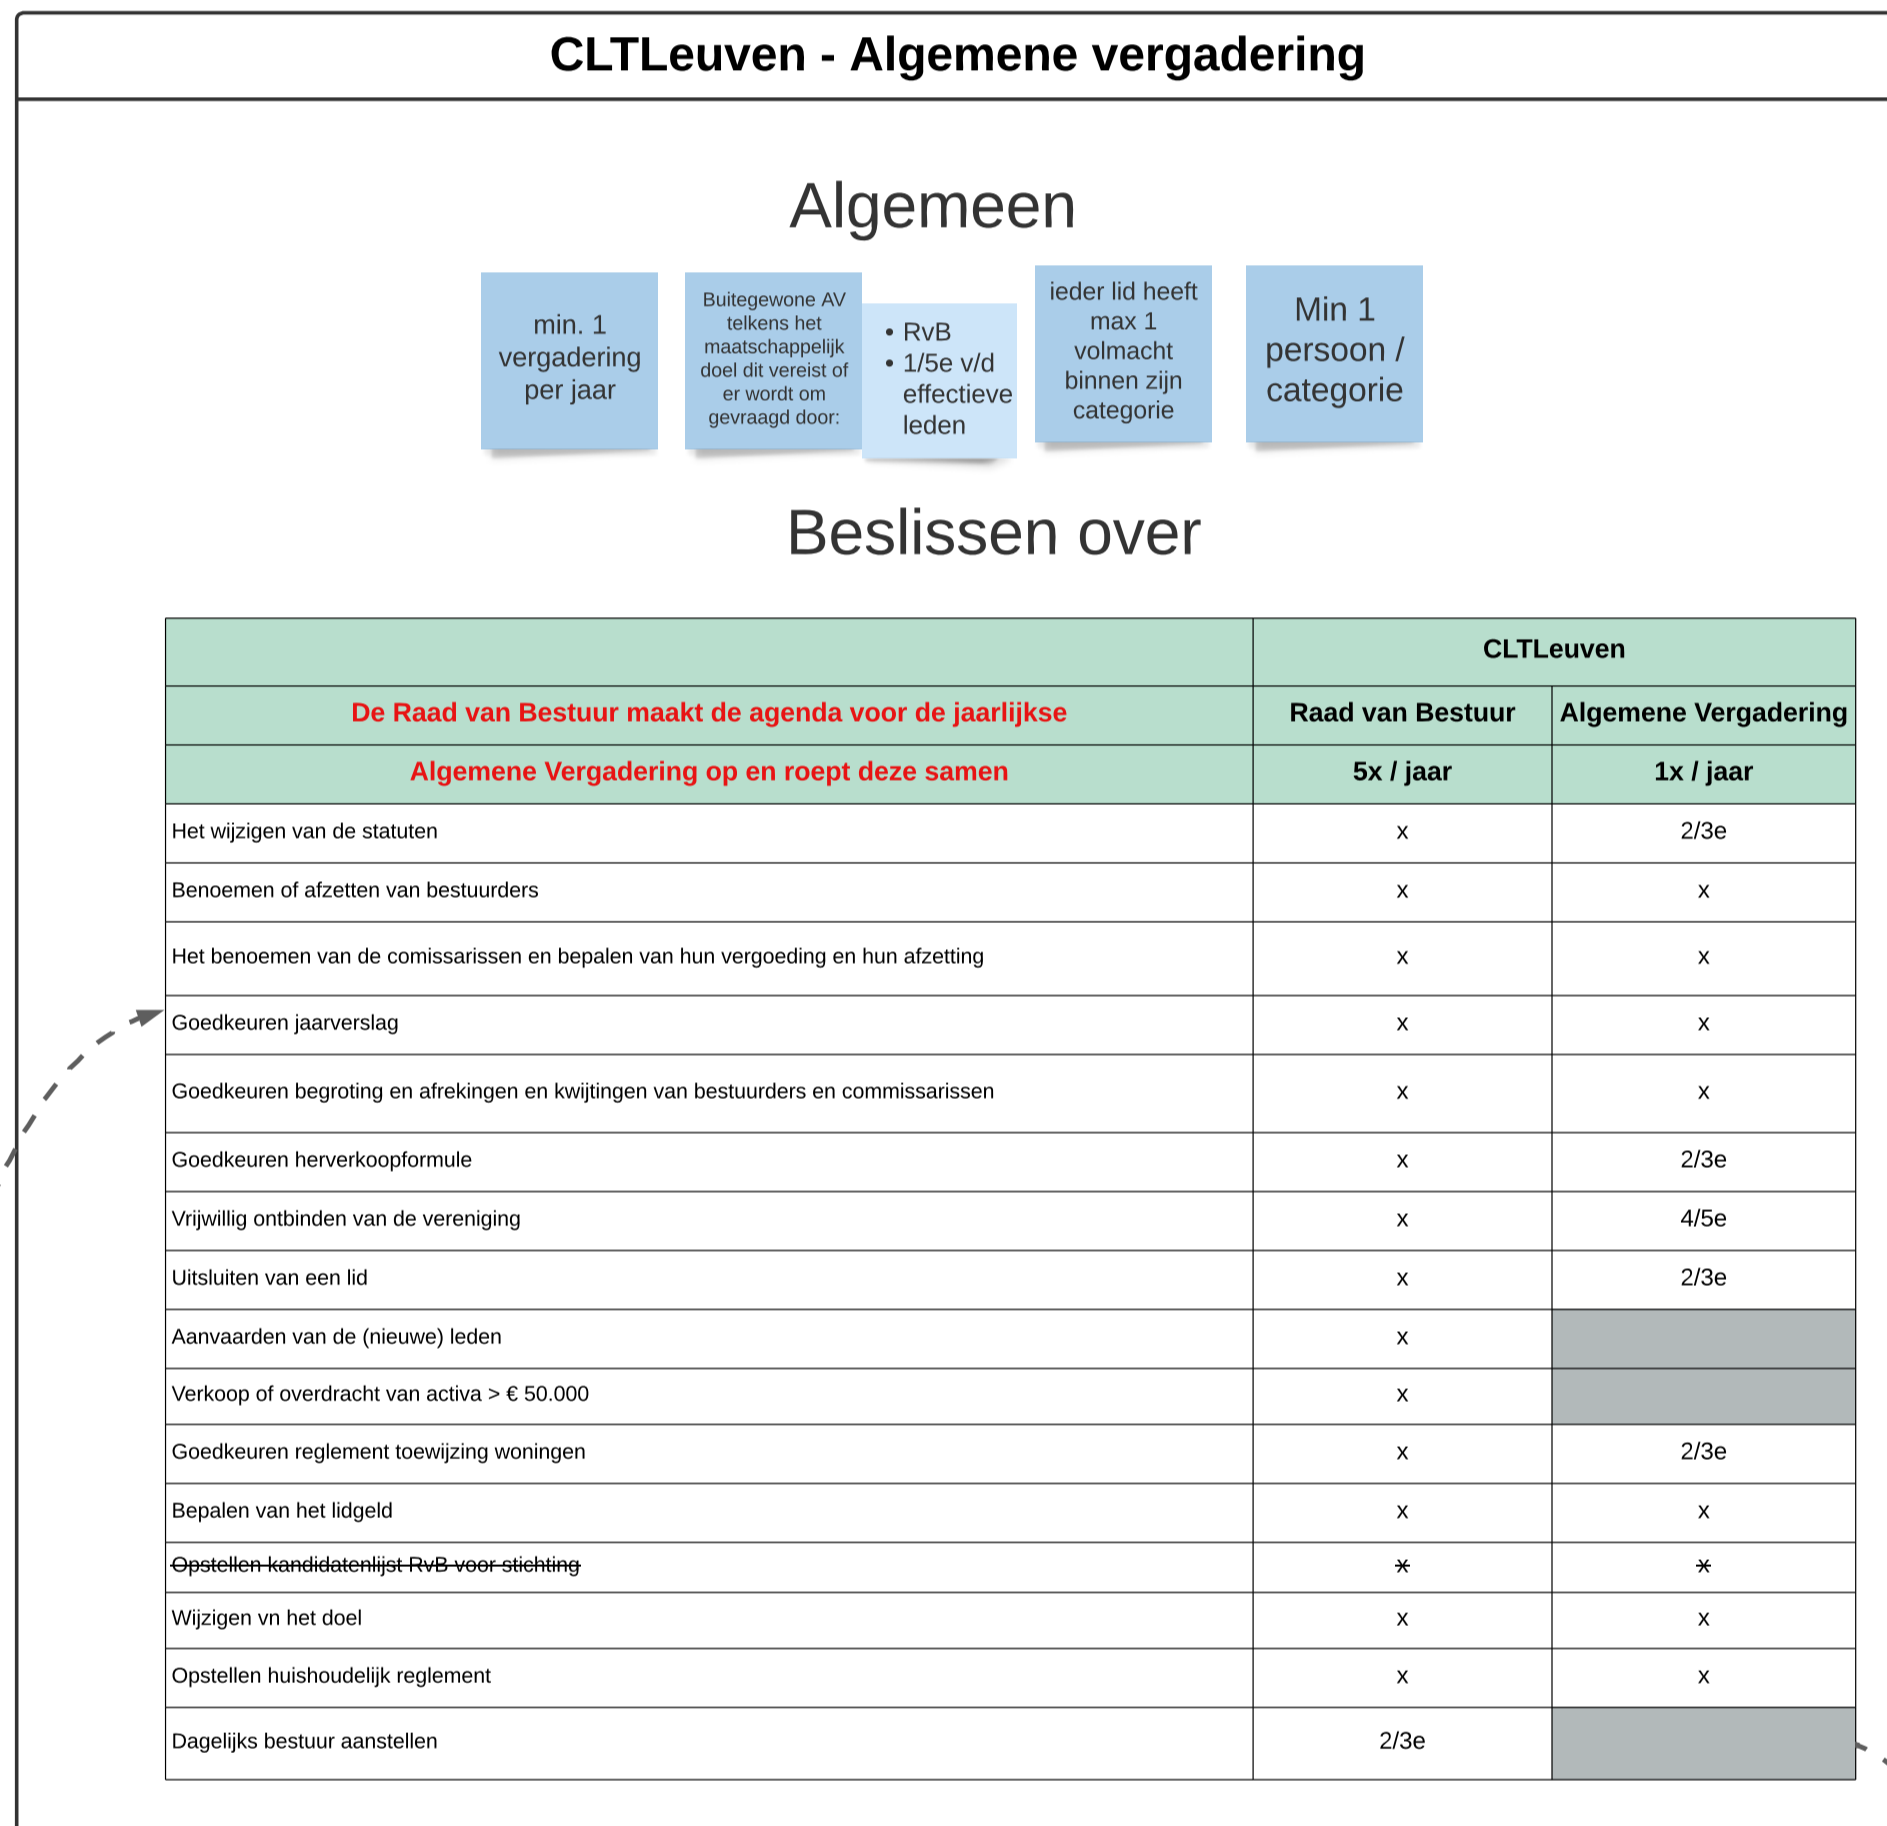 CLTLeuven - Algemene vergadering
Algemeen
min. 1
vergadering
per jaar
Buitegewone AV
telkens het
maatschappelijk
doel dit vereist of
er wordt om
gevraagd door:
• RvB
• 1/5e v/d
effectieve
leden
ieder lid heeft
max 1
volmacht
binnen zijn
categorie
Min 1
persoon /
categorie
Beslissen over
CLTLeuven
De Raad van Bestuur maakt de agenda voor de jaarlijkse Raad van Bestuur Algemene Vergadering
Algemene Vergadering op en roept deze samen 5x / jaar 1x / jaar
Het wijzigen van de statuten x 2/3e
Benoemen of afzetten van bestuurders x x
Het benoemen van de comissarissen en bepalen van hun vergoeding en hun afzetting x x
Goedkeuren jaarverslag x x
Goedkeuren begroting en afrekingen en kwijtingen van bestuurders en commissarissen x x
Goedkeuren herverkoopformule x 2/3e
Vrijwillig ontbinden van de vereniging x 4/5e
Uitsluiten van een lid x 2/3e
Aanvaarden van de (nieuwe) leden x
Verkoop of overdracht van activa > € 50.000 x
Goedkeuren reglement toewijzing woningen x 2/3e
Bepalen van het lidgeld x x
Opstellen kandidatenlijst RvB voor stichting x x
Wijzigen vn het doel x x
Opstellen huishoudelijk reglement x x
Dagelijks bestuur aanstellen 2/3e